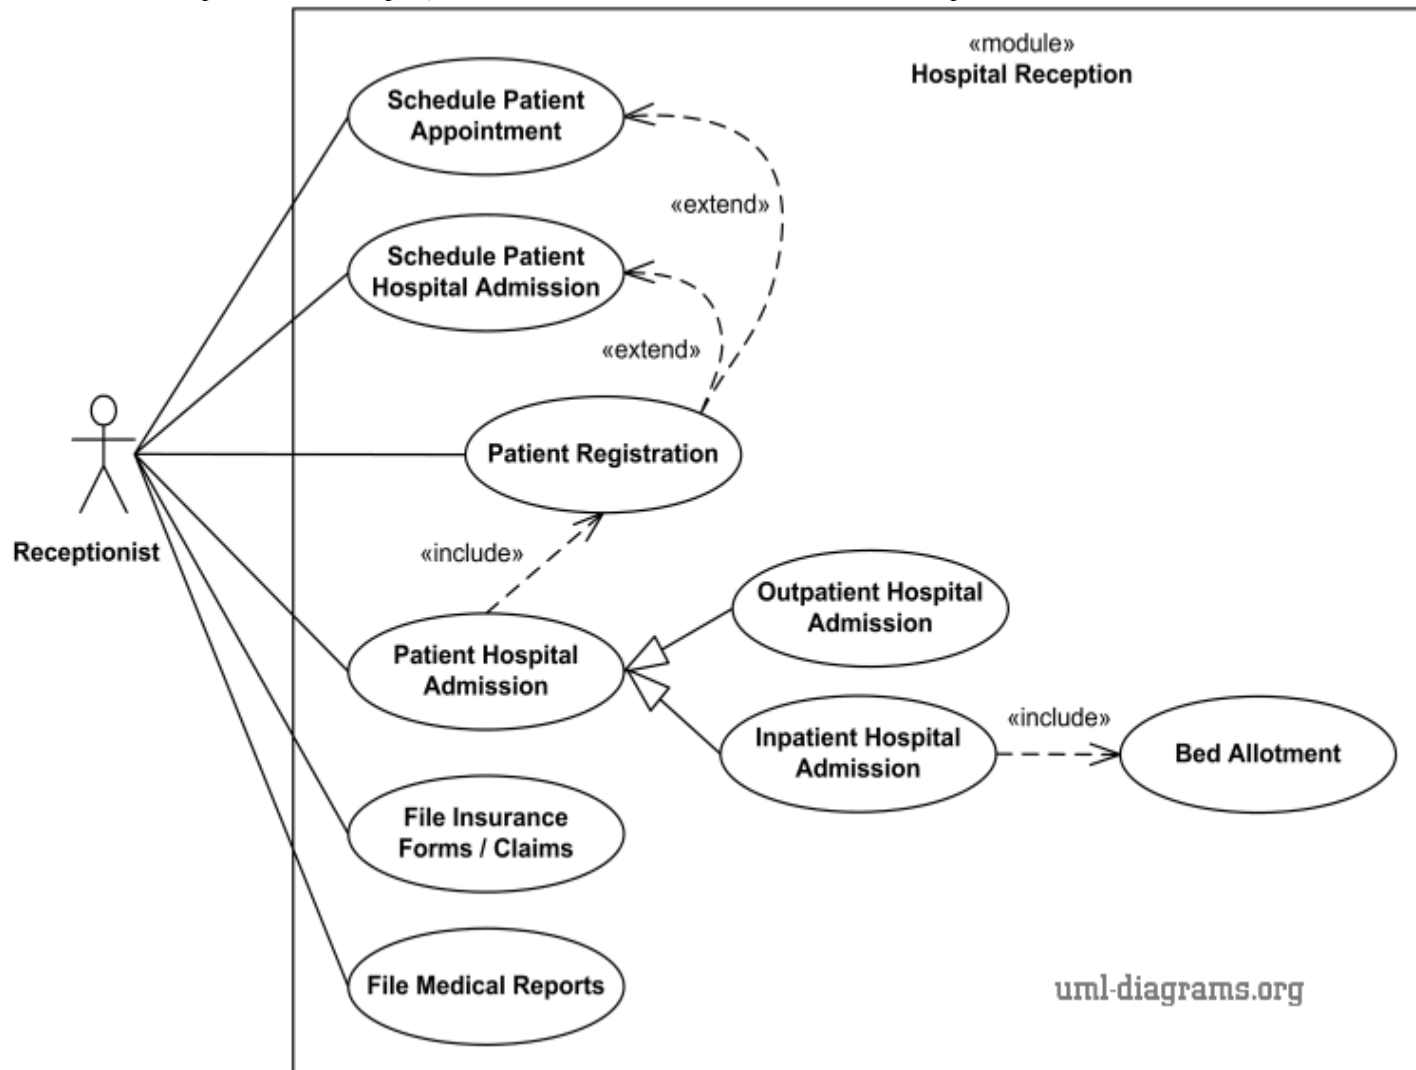 «module»
Hospital Reception
Schedule Patient
Appointment
«extend»
Schedule Patient
Hospital Admission
«extend»
Patient Registration
Receptionist
«include»
Outpatient Hospital
Admission
Patient Hospital
Admission
Inpatient Hospital
Admission
«include»
Bed Allotment
File Insurance
Forms / Claims
File Medical Reports
uml-diagrams.org